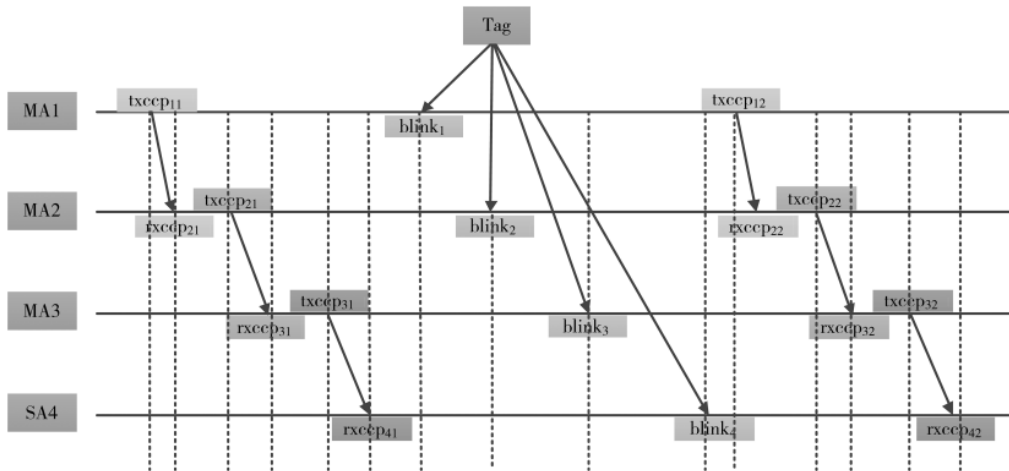 Tag
MA1
txccp₁₁
txccp₁₂
blink₁
MA2
txccp₂₁
txccp₂₂
rxccp₂₁
blink₂
rxccp₂₂
MA3
txccp₃₁
txccp₃₂
rxccp₃₁
blink₃
rxccp₃₂
SA4
rxccp₄₁
blink₄
rxccp₄₂